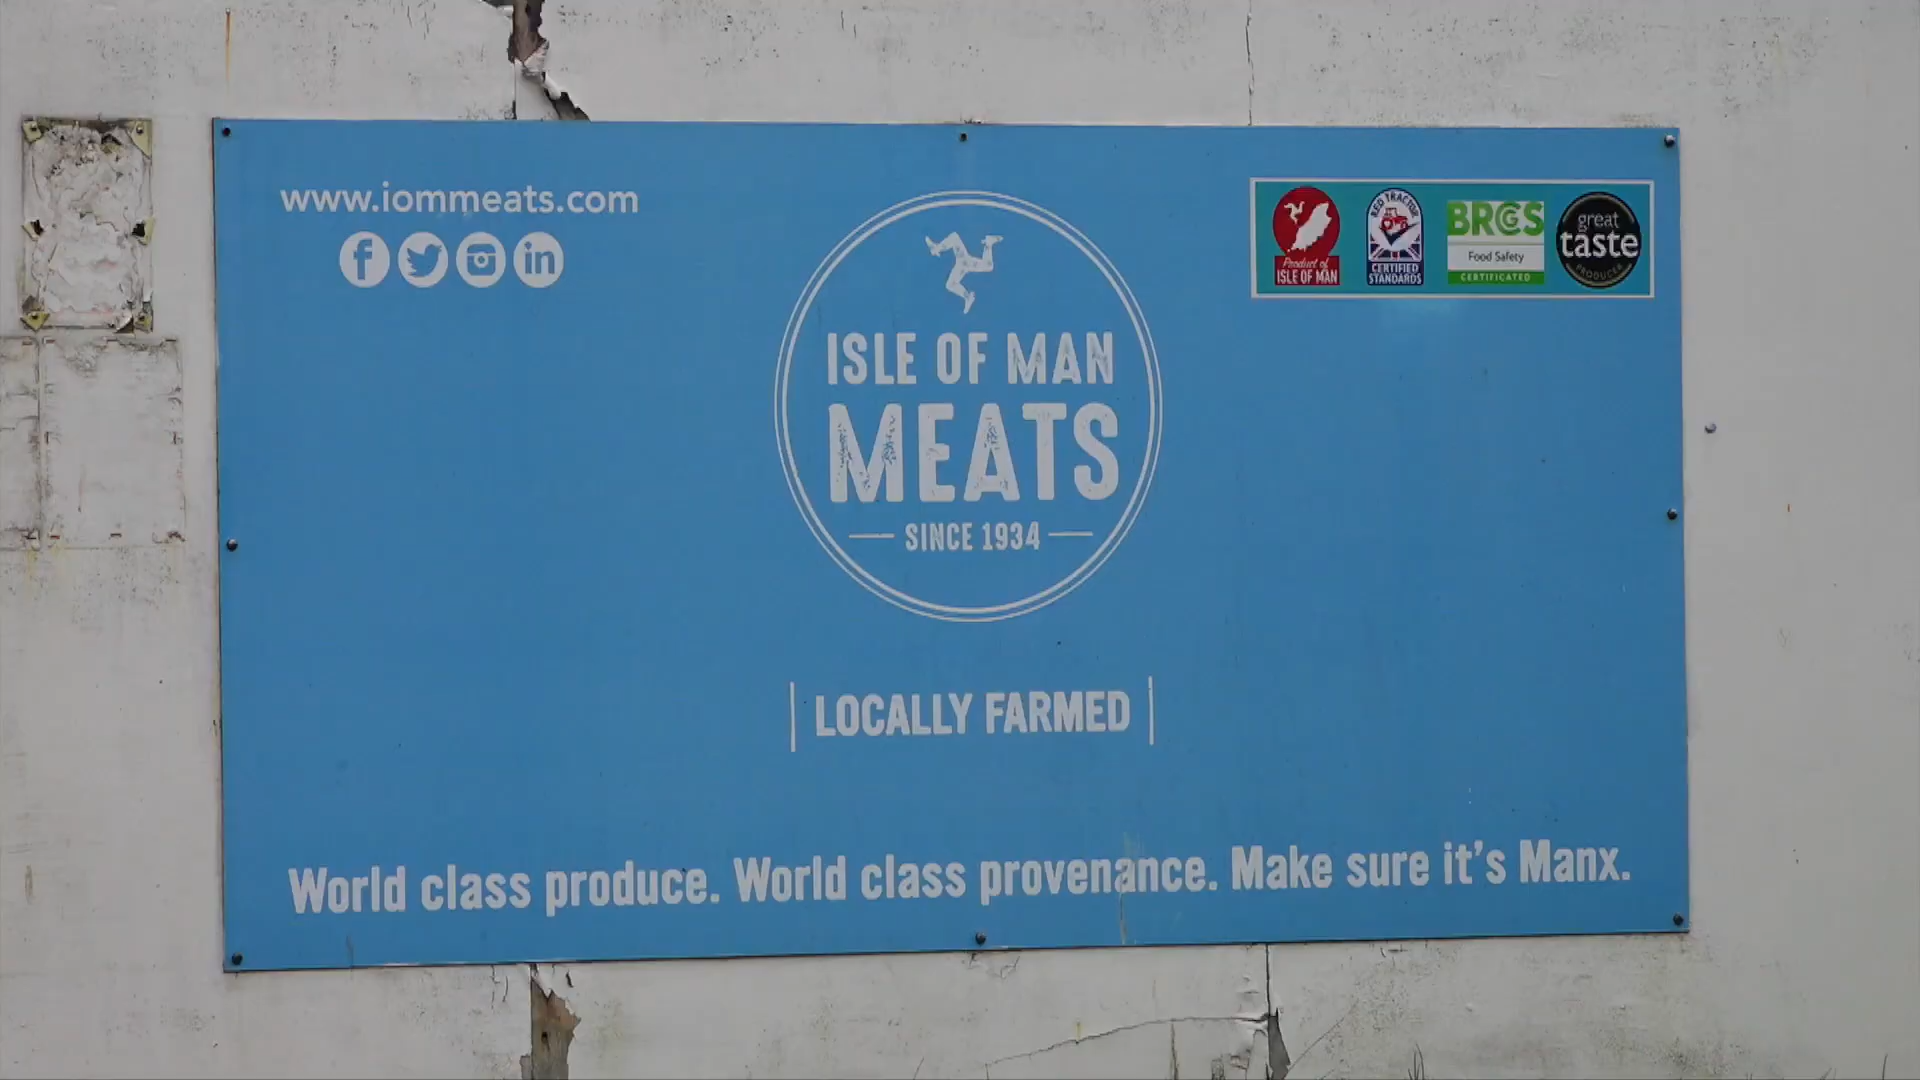 www.iommeats.com
f
in
ISLE OF MAN
MEATS
SINCE 1934
Product of
ISLE OF MAN
RED TRACTOR
CERTIFIED
STANDARDS
BRCGS
Food Safety
CERTIFICATED
great
taste
PRODUCER
LOCALLY FARMED
World class produce. World class provenance. Make sure it's Manx.